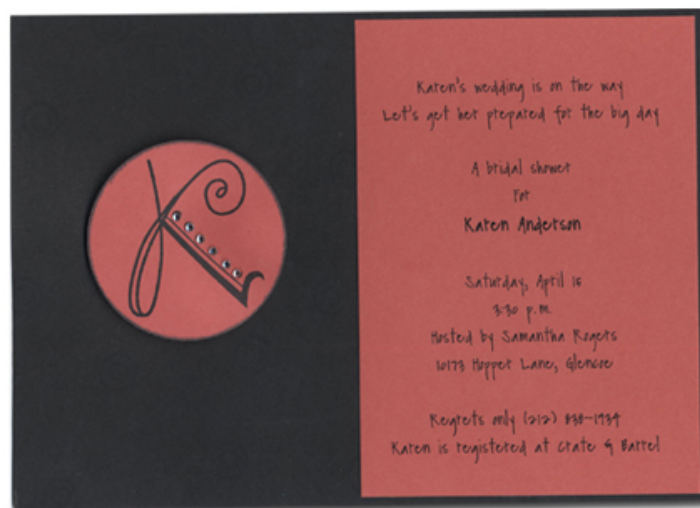 K
Karen's wedding is on the way
Let's get her prepared for the big day
A bridal shower
For
Karen Anderson
Saturday, April 15
3:30 p.m.
Hosted by Samantha Rogers
10173 Hopper Lane, Glencoe
Regrets only (212) 838-1934
Karen is registered at Crate & Barrel